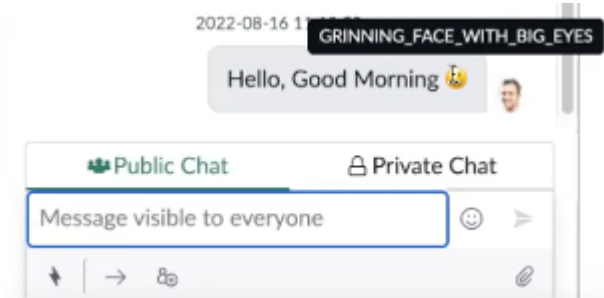 2022-08-16
GRINNING_FACE_WITH_BIG_EYES
Hello, Good Morning
Public Chat
Private Chat
Message visible to everyone